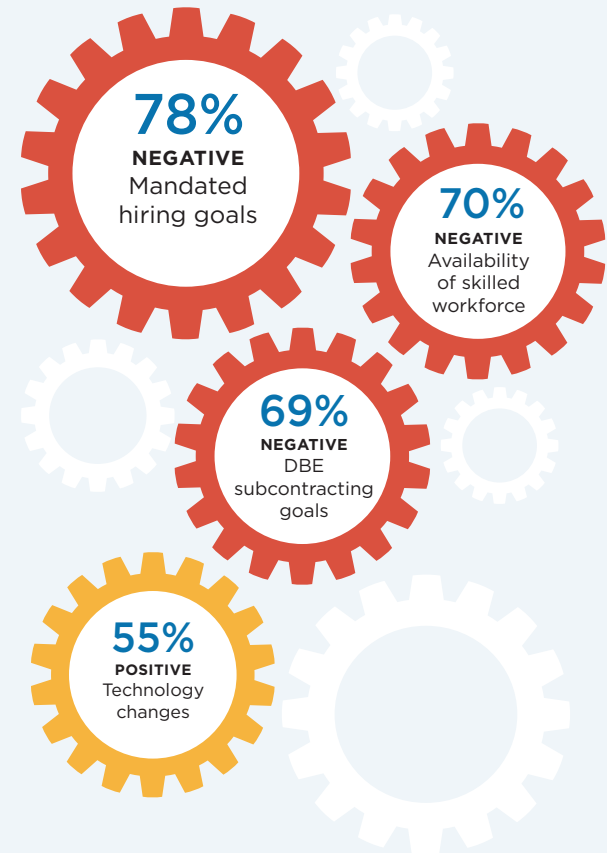 78%
NEGATIVE
Mandated
hiring goals
70%
NEGATIVE
Availability
of skilled
workforce
69%
NEGATIVE
DBE
subcontracting
goals
55%
POSITIVE
Technology
changes